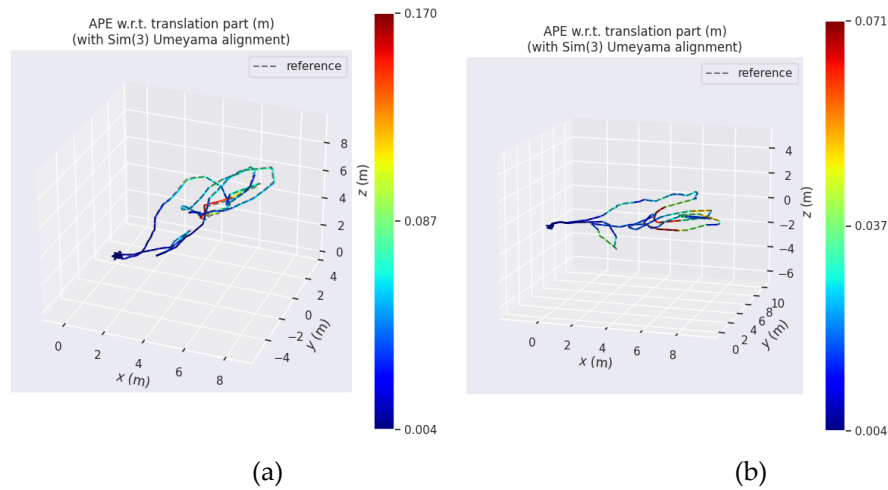 APE w.r.t. translation part (m)
(with Sim(3) Umeyama alignment)
reference
0.170
0.087
0.004
8
6
4
2
0
z (m)
4
2
0
−2
−4
y (m)
0
2
4
6
8
x (m)
(a)
APE w.r.t. translation part (m)
(with Sim(3) Umeyama alignment)
reference
0.071
0.037
0.004
4
2
0
−2
−4
−6
z (m)
10
8
6
4
2
0
y (m)
0
2
4
6
8
x (m)
(b)